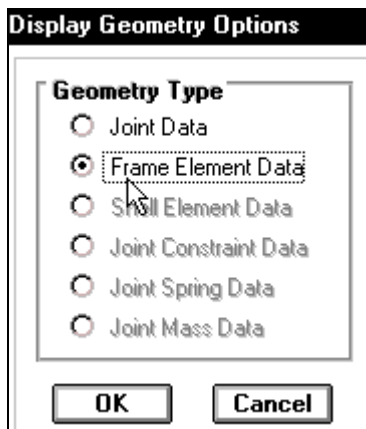 Display Geometry Options
Geometry Type
Joint Data
Frame Element Data
Shell Element Data
Joint Constraint Data
Joint Spring Data
Joint Mass Data
OK Cancel